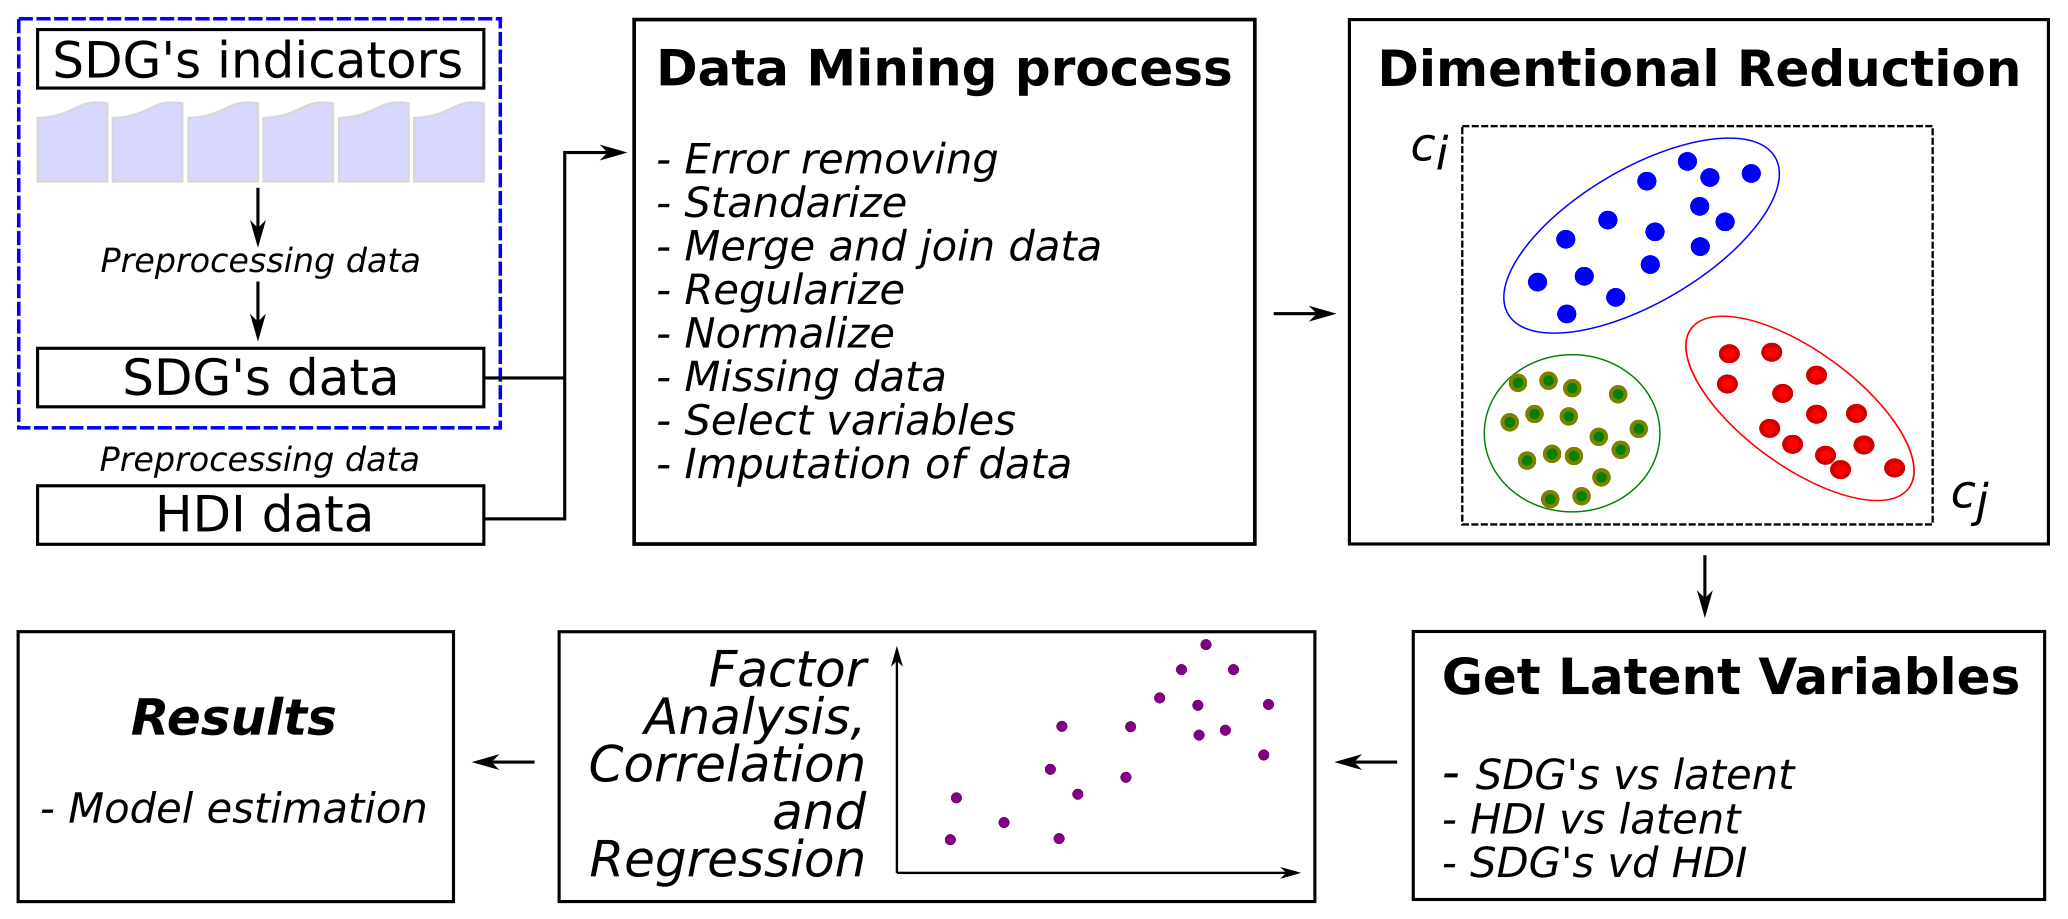 SDG's indicators
Preprocessing data
SDG's data
Preprocessing data
HDI data
Data Mining process
- Error removing
- Standarize
- Merge and join data
- Regularize
- Normalize
- Missing data
- Select variables
- Imputation of data
Dimentional Reduction
ci
cj
Get Latent Variables
- SDG's vs latent
- HDI vs latent
- SDG's vd HDI
Factor
Analysis,
Correlation
and
Regression
Results
- Model estimation